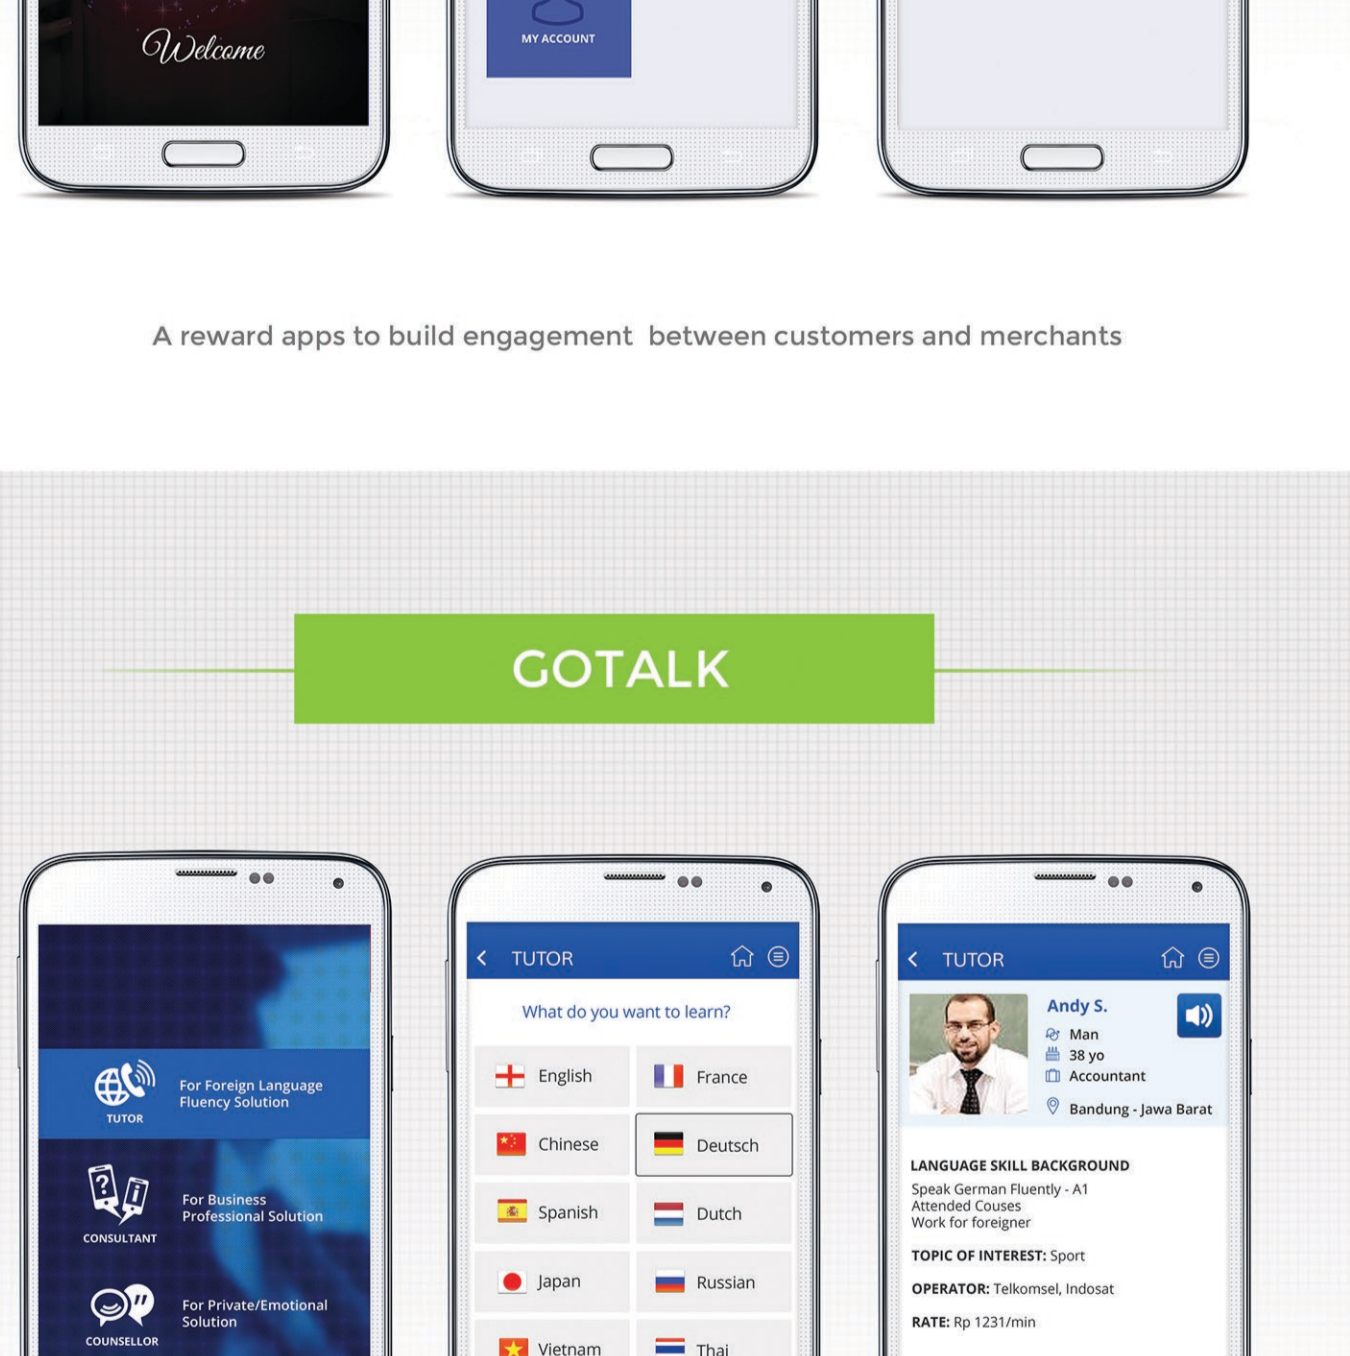 Welcome
MY ACCOUNT
A reward apps to build engagement between customers and merchants
GOTALK
For Foreign Language
Fluency Solution
TUTOR
For Business
Professional Solution
CONSULTANT
For Private/Emotional
Solution
COUNSELLOR
TUTOR
What do you want to learn?
English
France
Chinese
Deutsch
Spanish
Dutch
Japan
Russian
Vietnam
Thai
TUTOR
Andy S.
Man
38 yo
Accountant
Bandung - Jawa Barat
LANGUAGE SKILL BACKGROUND
Speak German Fluently - A1
Attended Couses
Work for foreigner
TOPIC OF INTEREST: Sport
OPERATOR: Telkomsel, Indosat
RATE: Rp 1231/min